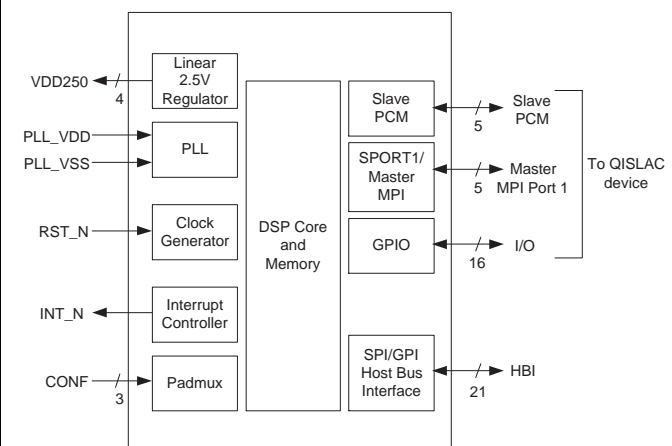 Linear
2.5V
Regulator
VDD250
4
PLL_VDD
PLL_VSS
PLL
RST_N
Clock
Generator
INT_N
Interrupt
Controller
CONF
3
Padmux
DSP Core
and
Memory
Slave
PCM
5
Slave
PCM
SPORT1/
Master
MPI
5
Master
MPI Port 1
GPIO
16
I/O
To QISLAC
device
SPI/GPI
Host Bus
Interface
21
HBI